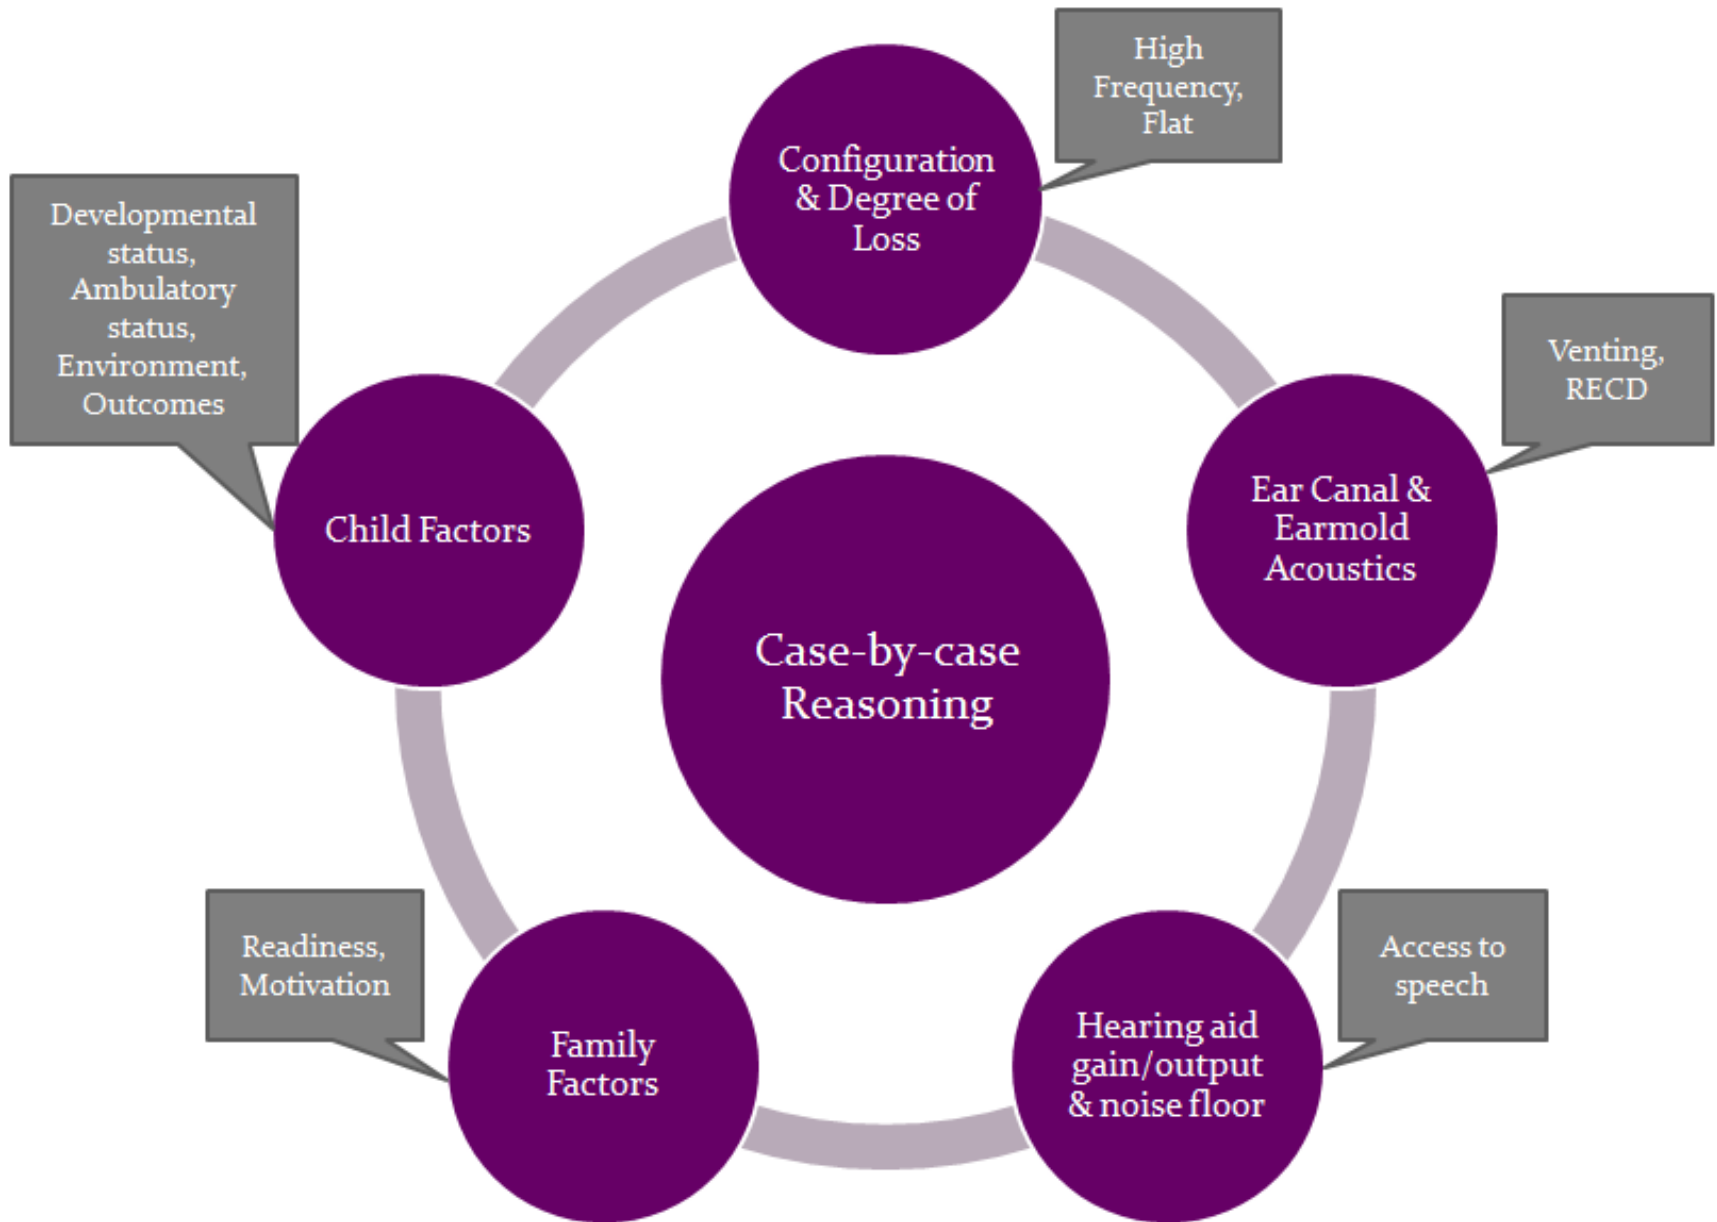 High
Frequency,
Flat
Configuration
& Degree of
Loss
Developmental
status,
Ambulatory
status,
Environment,
Outcomes
Venting,
RECD
Child Factors
Ear Canal &
Earmold
Acoustics
Case-by-case
Reasoning
Readiness,
Motivation
Family
Factors
Access to
speech
Hearing aid
gain/output
& noise floor